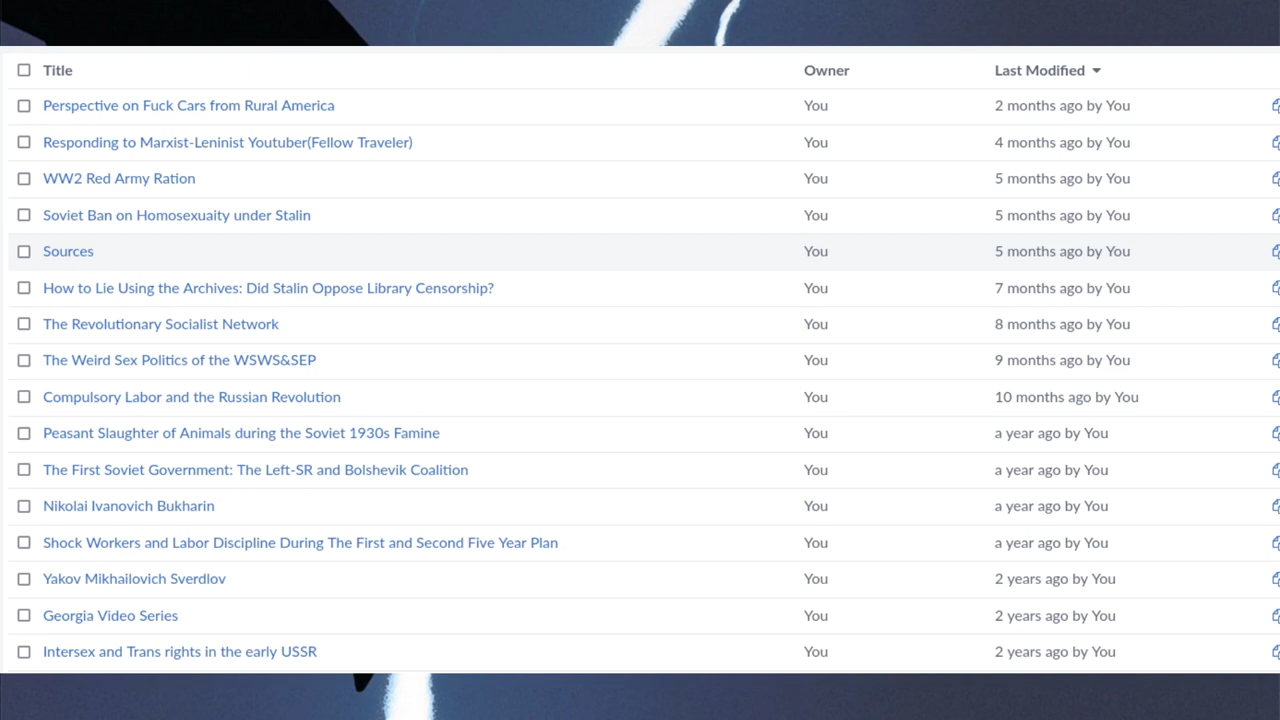 Title Owner Last Modified
Perspective on Fuck Cars from Rural America You 2 months ago by You
Responding to Marxist-Leninist Youtuber(Fellow Traveler) You 4 months ago by You
WW2 Red Army Ration You 5 months ago by You
Soviet Ban on Homosexuaity under Stalin You 5 months ago by You
Sources You 5 months ago by You
How to Lie Using the Archives: Did Stalin Oppose Library Censorship? You 7 months ago by You
The Revolutionary Socialist Network You 8 months ago by You
The Weird Sex Politics of the WSWS&SEP You 9 months ago by You
Compulsory Labor and the Russian Revolution You 10 months ago by You
Peasant Slaughter of Animals during the Soviet 1930s Famine You a year ago by You
The First Soviet Government: The Left-SR and Bolshevik Coalition You a year ago by You
Nikolai Ivanovich Bukharin You a year ago by You
Shock Workers and Labor Discipline During The First and Second Five Year Plan You a year ago by You
Yakov Mikhailovich Sverdlov You 2 years ago by You
Georgia Video Series You 2 years ago by You
Intersex and Trans rights in the early USSR You 2 years ago by You